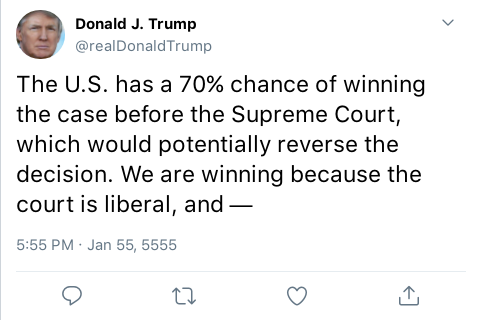 Donald J. Trump
@realDonaldTrump
The U.S. has a 70% chance of winning
the case before the Supreme Court,
which would potentially reverse the
decision. We are winning because the
court is liberal, and —
5:55 PM · Jan 55, 5555